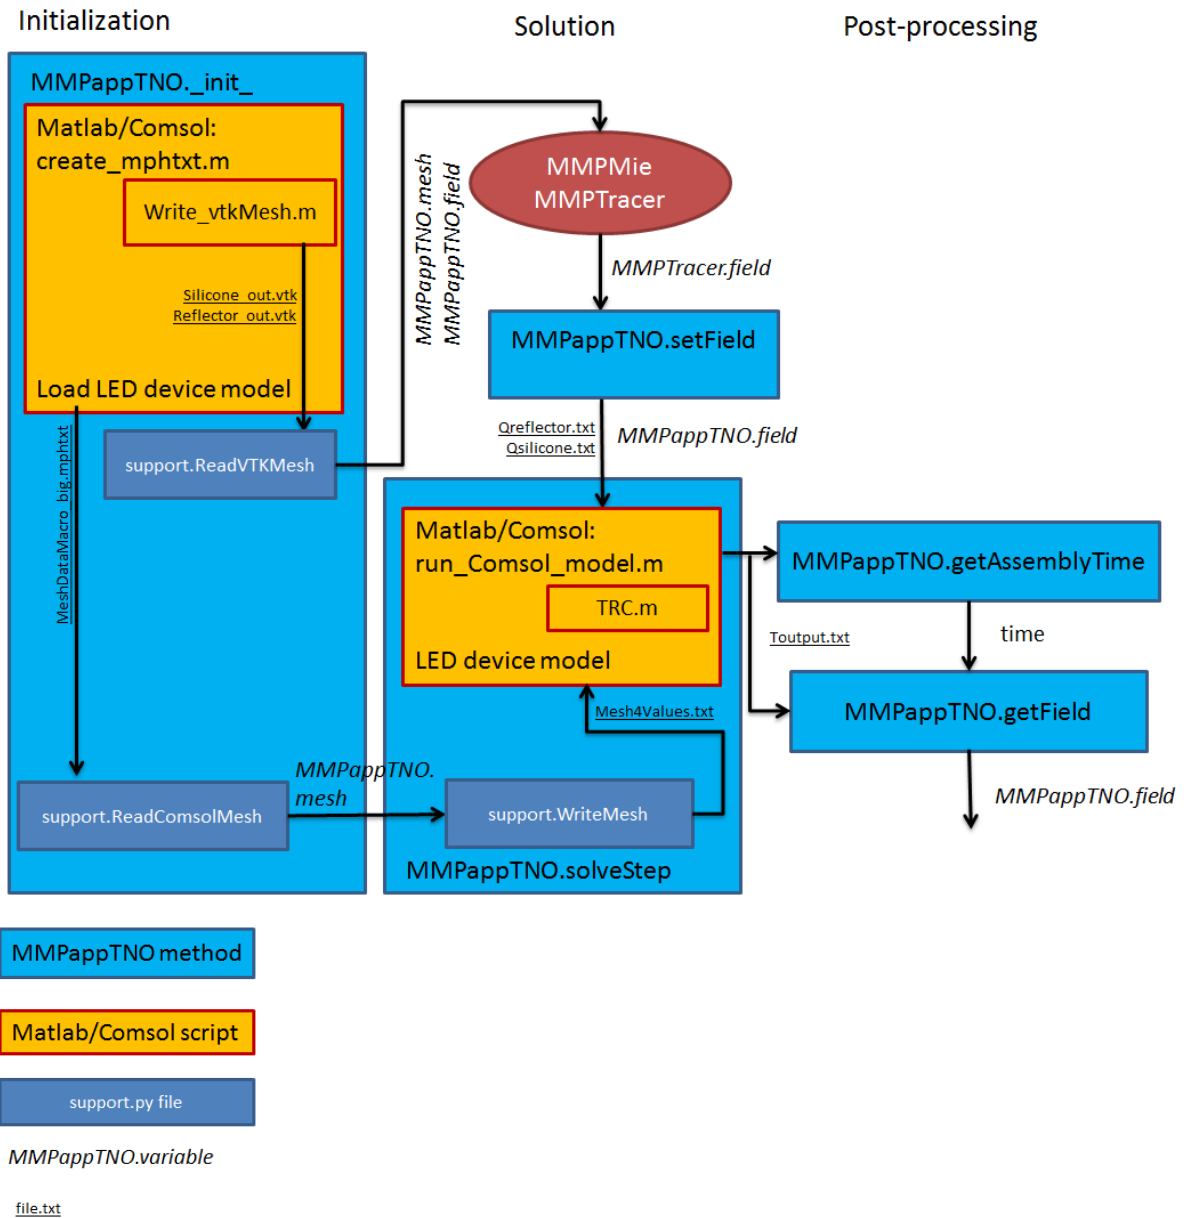 Initialization
Solution
Post-processing
MMPappTNO._init_
Matlab/Comsol:
create_mphtxt.m
Write_vtkMesh.m
Silicone_out.vtk
Reflector_out.vtk
Load LED device model
MeshDataMacro_big.mphtxt
support.ReadVTKMesh
support.ReadComsolMesh
MMPappTNO.mesh
MMPappTNO.field
MMPMie
MMPTracer
MMPTracer.field
MMPappTNO.setField
Qreflector.txt
Qsilicone.txt
MMPappTNO.field
Matlab/Comsol:
run_Comsol_model.m
TRC.m
LED device model
Mesh4Values.txt
MMPappTNO.
mesh
support.WriteMesh
MMPappTNO.solveStep
MMPappTNO.getAssemblyTime
time
Toutput.txt
MMPappTNO.getField
MMPappTNO.field
MMPappTNO method
Matlab/Comsol script
support.py file
MMPappTNO.variable
file.txt